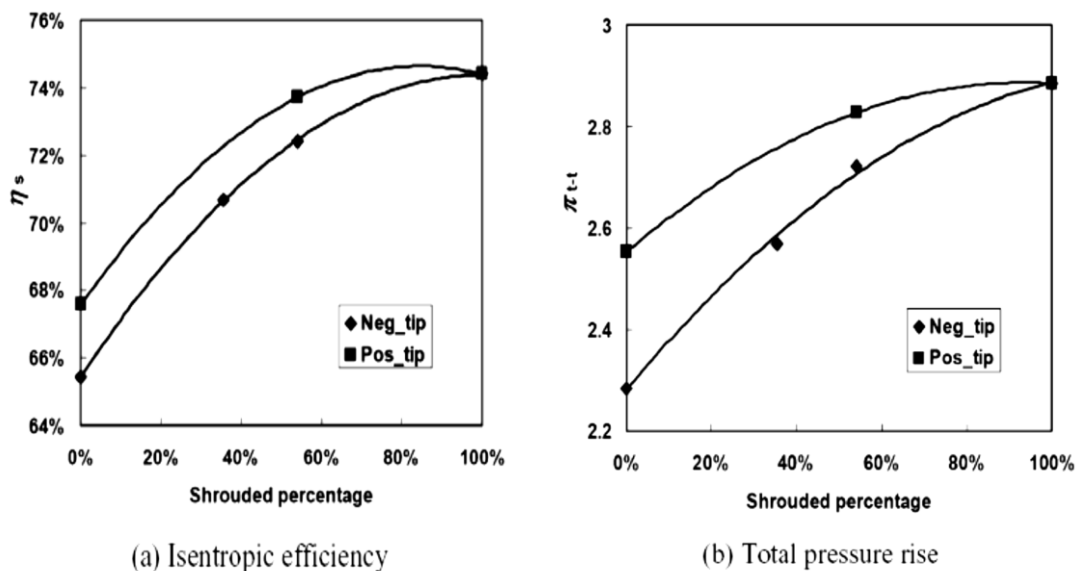 76%
74%
72%
70%
68%
66%
64%
η s
0% 20% 40% 60% 80% 100%
Shrouded percentage
Neg_tip
Pos_tip
(a) Isentropic efficiency
3
2.8
2.6
2.4
2.2
π t-t
0% 20% 40% 60% 80% 100%
Shrouded percentage
Neg_tip
Pos_tip
(b) Total pressure rise